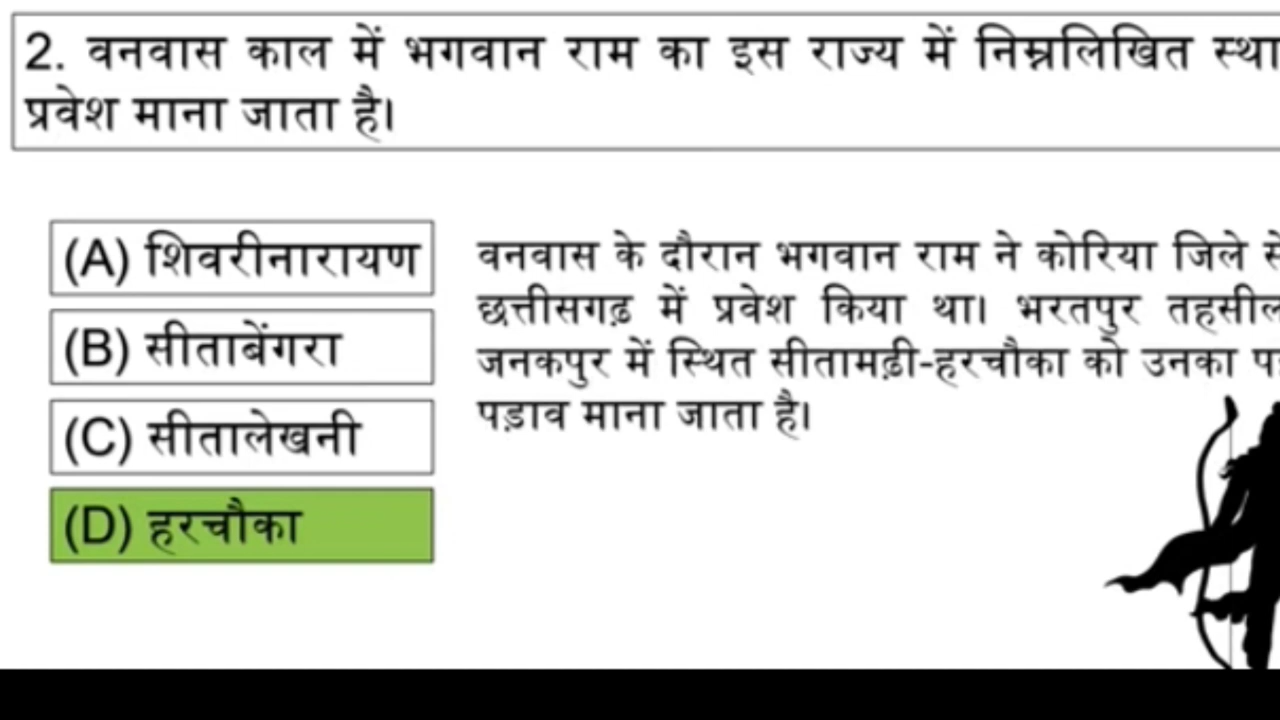 2. वनवास काल में भगवान राम का इस राज्य में निम्नलिखित
प्रवेश माना जाता है।
(A) शिवरीनारायण
(B) सीताबेंगरा
(C) सीतालेखनी
(D) हरचौका
वनवास के दौरान भगवान राम ने कोरिया जिले से
छत्तीसगढ़ में प्रवेश किया था। भरतपुर
जनकपुर में स्थित सीतामढ़ी-हरचौका को उनका
पड़ाव माना जाता है।